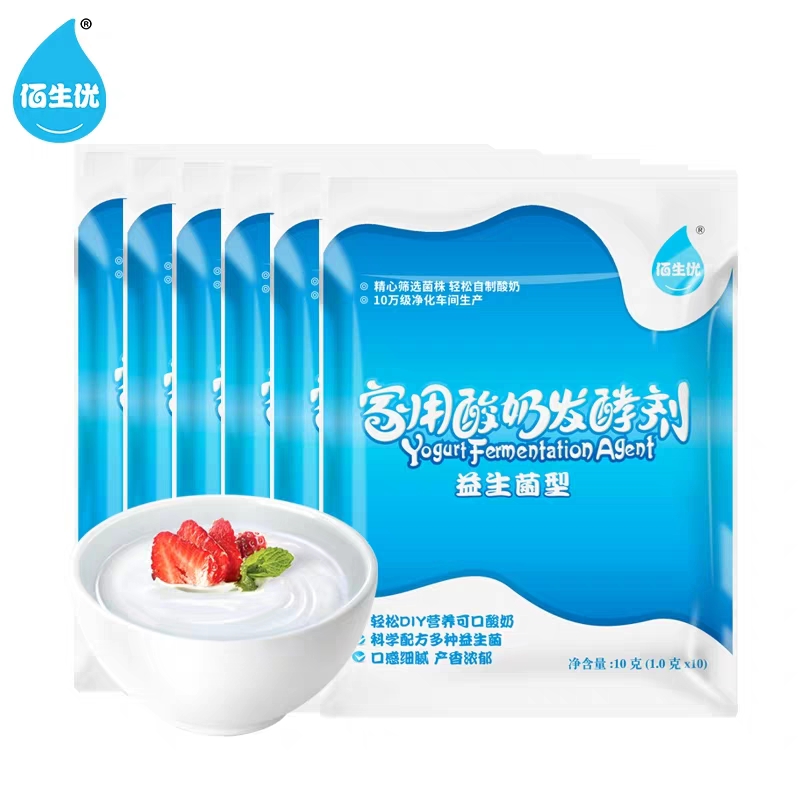 佰生优®
佰生优®
精心筛选菌株 轻松自制酸奶
10万级净化车间生产
家用酸奶发酵剂
Yogurt Fermentation Agent
益生菌型
轻松DIY营养可口酸奶
科学配方多种益生菌
口感细腻 产香浓郁
净含量:10克(1.0克x10)